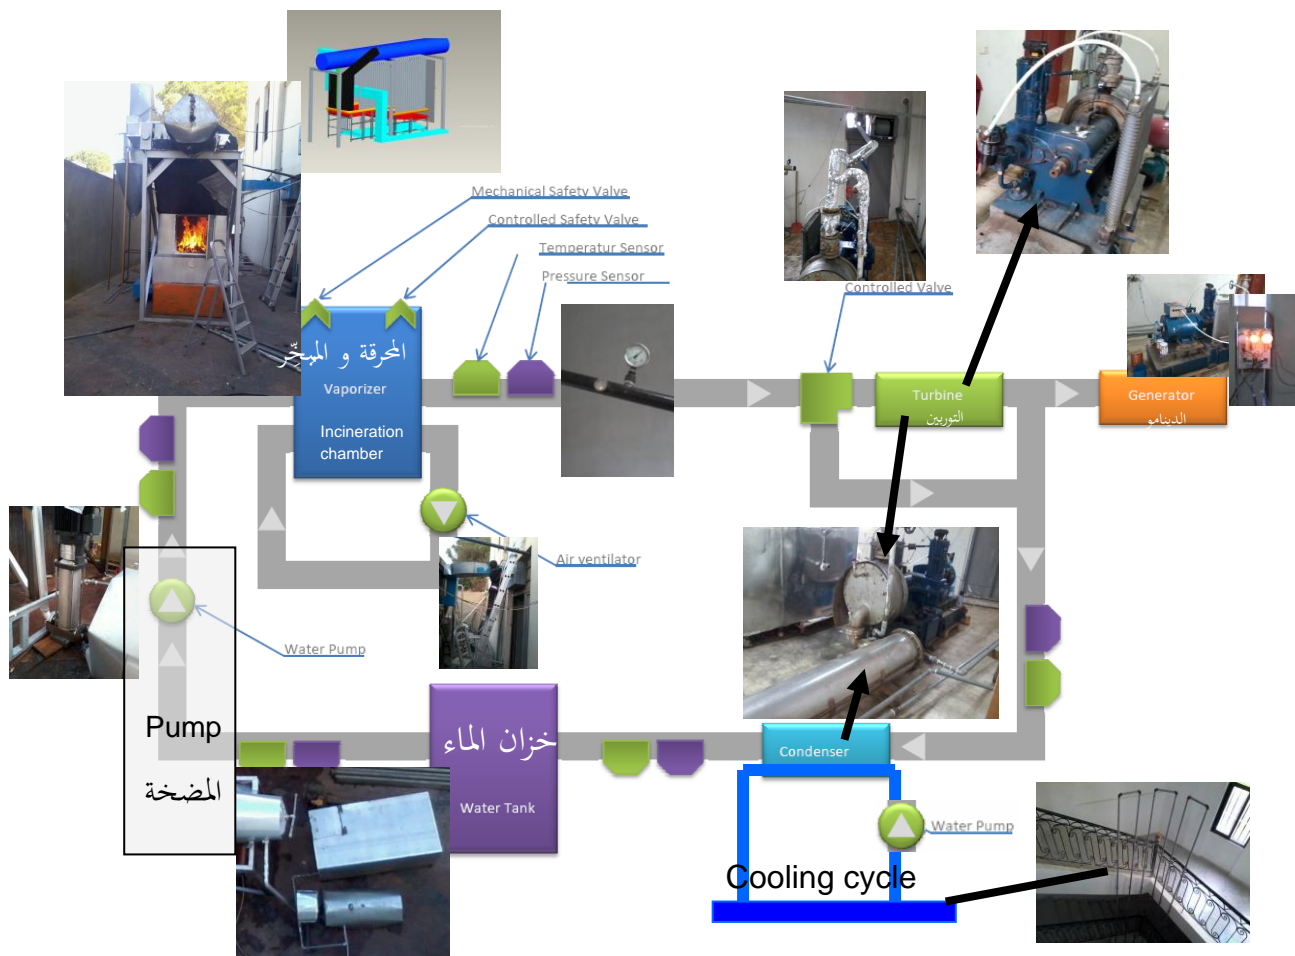 Mechanical Safety Valve
Controlled Safety Valve
Temperatur Sensor
Pressure Sensor
Controlled Valve
المحرقة و المبخّر
Vaporizer
Incineration
chamber
Turbine
التوربين
Generator
الدينامو
Air ventilator
Water Pump
Pump
المضخة
خزان الماء
Water Tank
Condenser
Water Pump
Cooling cycle